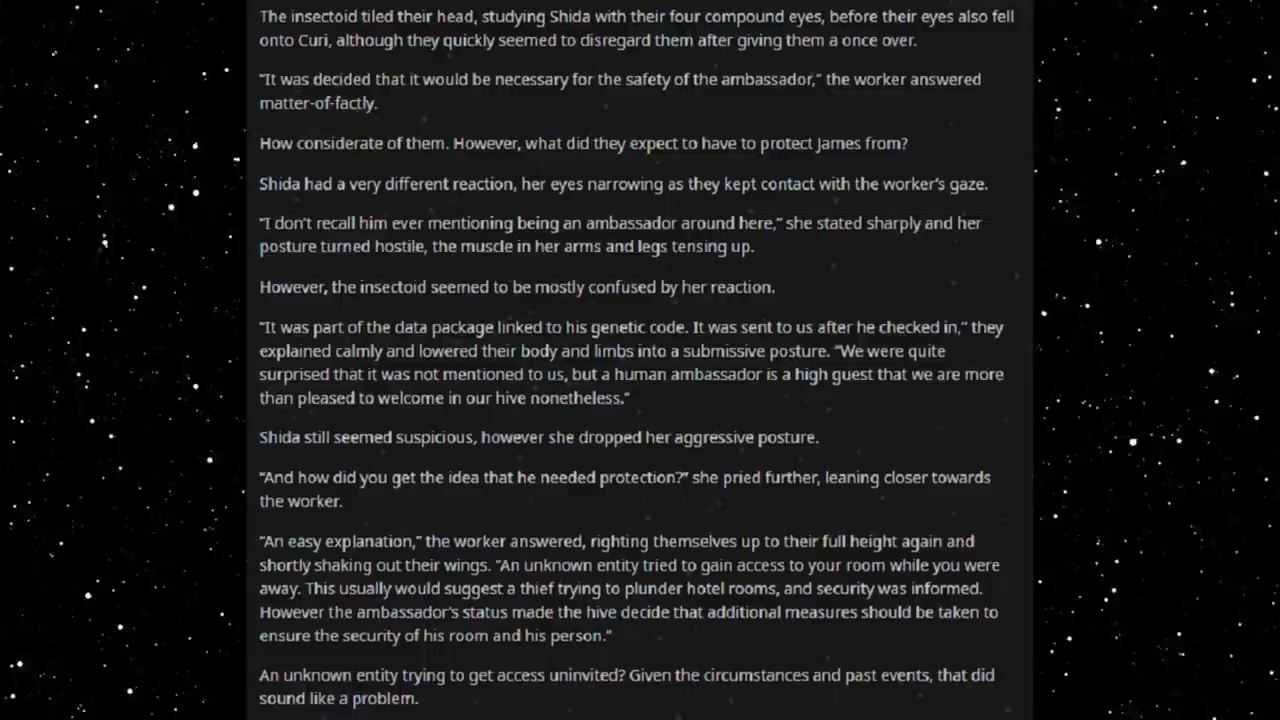 The insectoid tiled their head, studying Shida with their four compound eyes, before their eyes also fell
onto Curi, although they quickly seemed to disregard them after giving them a once over.
“It was decided that it would be necessary for the safety of the ambassador,” the worker answered
matter-of-factly.
How considerate of them. However, what did they expect to have to protect James from?
Shida had a very different reaction, her eyes narrowing as they kept contact with the worker's gaze.
“I don't recall him ever mentioning being an ambassador around here,” she stated sharply and her
posture turned hostile, the muscle in her arms and legs tensing up.
However, the insectoid seemed to be mostly confused by her reaction.
“It was part of the data package linked to his genetic code. It was sent to us after he checked in,” they
explained calmly and lowered their body and limbs into a submissive posture. “We were quite
surprised that it was not mentioned to us, but a human ambassador is a high guest that we are more
than pleased to welcome in our hive nonetheless.”
Shida still seemed suspicious, however she dropped her aggressive posture.
“And how did you get the idea that he needed protection?” she pried further, leaning closer towards
the worker.
“An easy explanation,” the worker answered, righting themselves up to their full height again and
shortly shaking out their wings. “An unknown entity tried to gain access to your room while you were
away. This usually would suggest a thief trying to plunder hotel rooms, and security was informed.
However the ambassador's status made the hive decide that additional measures should be taken to
ensure the security of his room and his person.”
An unknown entity trying to get access uninvited? Given the circumstances and past events, that did
sound like a problem.